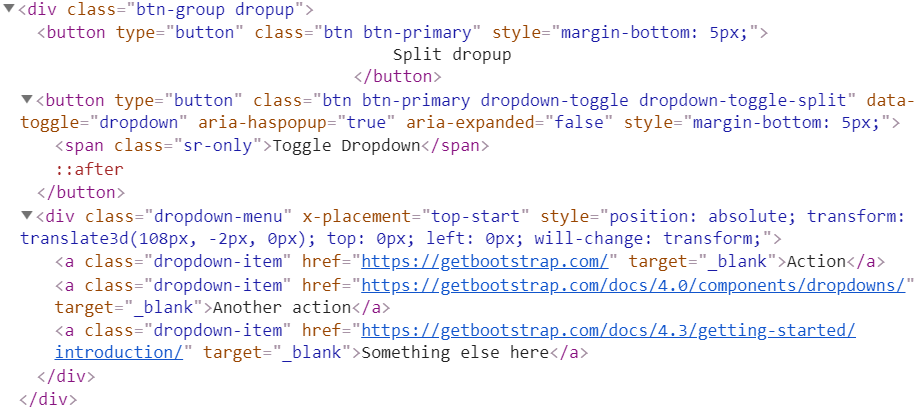 ▼<div class="btn-group dropup">
<button type="button" class="btn btn-primary" style="margin-bottom: 5px;">
Split dropup
</button>
▼<button type="button" class="btn btn-primary dropdown-toggle dropdown-toggle-split" data-
toggle="dropdown" aria-haspopup="true" aria-expanded="false" style="margin-bottom: 5px;">
<span class="sr-only">Toggle Dropdown</span>
::after
</button>
▼<div class="dropdown-menu" x-placement="top-start" style="position: absolute; transform:
translate3d(108px, -2px, 0px); top: 0px; left: 0px; will-change: transform;">
<a class="dropdown-item" href="https://getbootstrap.com/" target="_blank">Action</a>
<a class="dropdown-item" href="https://getbootstrap.com/docs/4.0/components/dropdowns/"
target="_blank">Another action</a>
<a class="dropdown-item" href="https://getbootstrap.com/docs/4.3/getting-started/
introduction/" target="_blank">Something else here</a>
</div>
</div>